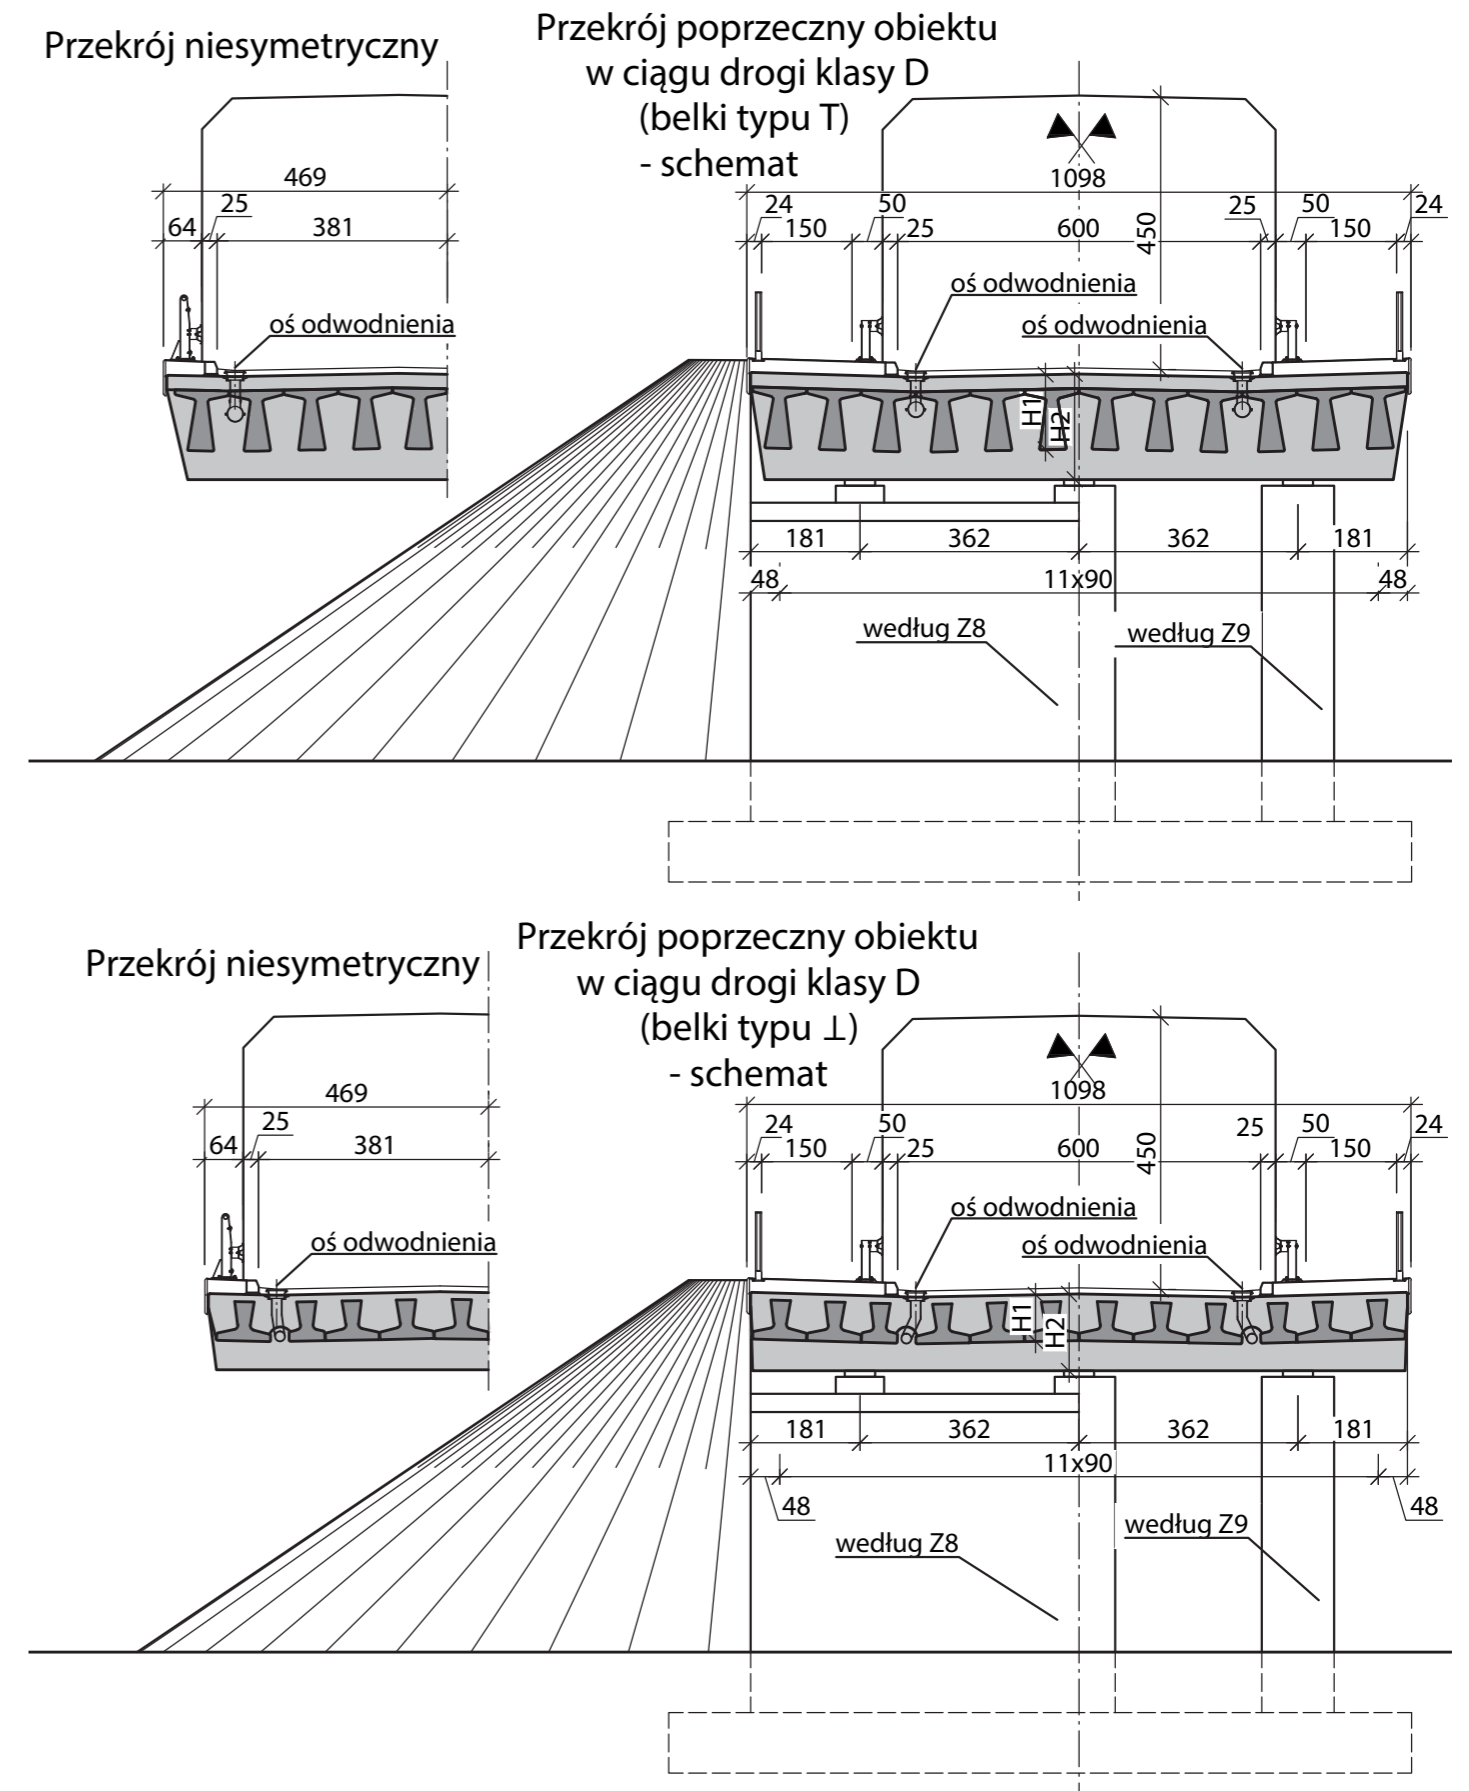 Przekrój niesymetryczny
Przekrój poprzeczny obiektu
w ciągu drogi klasy D
(belki typu T)
- schemat
469
25
64
381
oś odwodnienia
1098
24
50
25
50
24
150
25
600
450
150
oś odwodnienia
oś odwodnienia
H1
H2
181
362
362
181
48
11x90
48
według Z8
według Z9
Przekrój niesymetryczny
Przekrój poprzeczny obiektu
w ciągu drogi klasy D
(belki typu ⊥)
- schemat
469
25
64
381
oś odwodnienia
1098
24
50
25
50
24
150
25
600
450
150
oś odwodnienia
oś odwodnienia
H1
H2
181
362
362
181
11x90
48
48
według Z8
według Z9